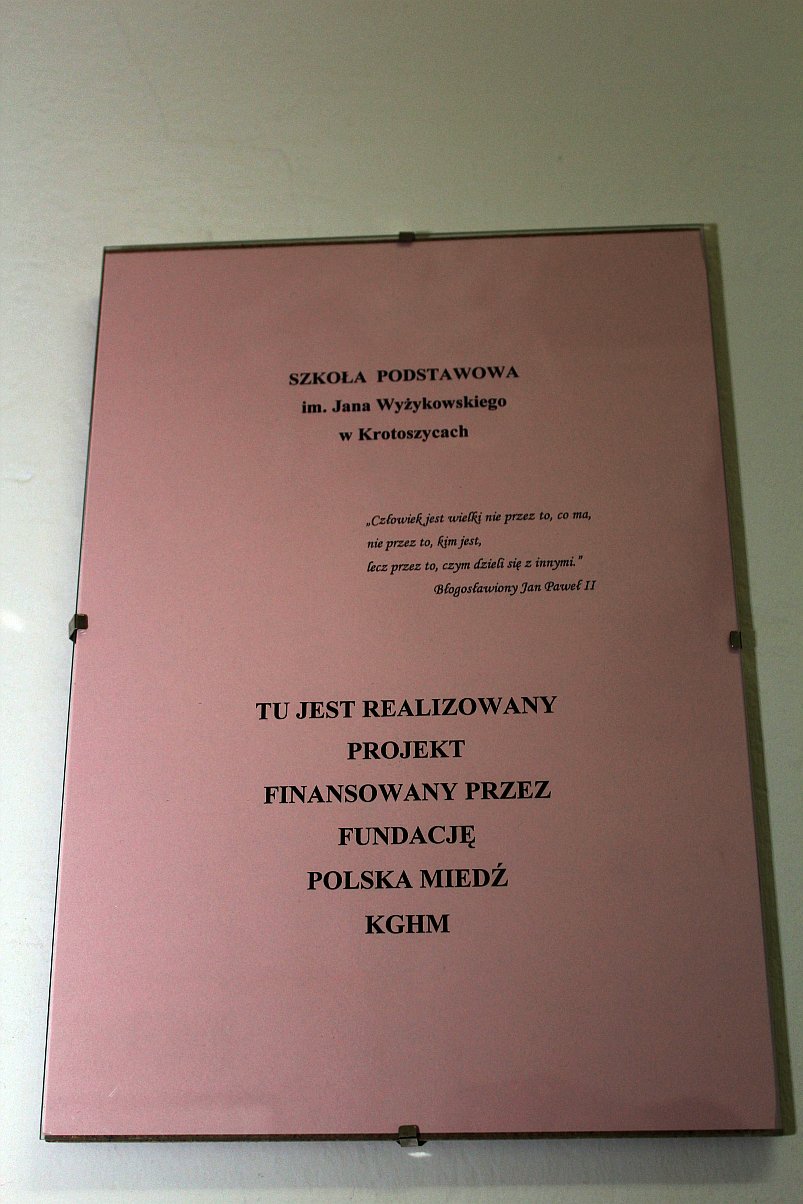 SZKOŁA PODSTAWOWA
im. Jana Wyżykowskiego
w Krotoszycach
„Człowiek jest wielki nie przez to, co ma,
nie przez to, kim jest,
lecz przez to, czym dzieli się z innymi.”
Błogosławiony Jan Paweł II
TU JEST REALIZOWANY
PROJEKT
FINANSOWANY PRZEZ
FUNDACJĘ
POLSKA MIEDŹ
KGHM